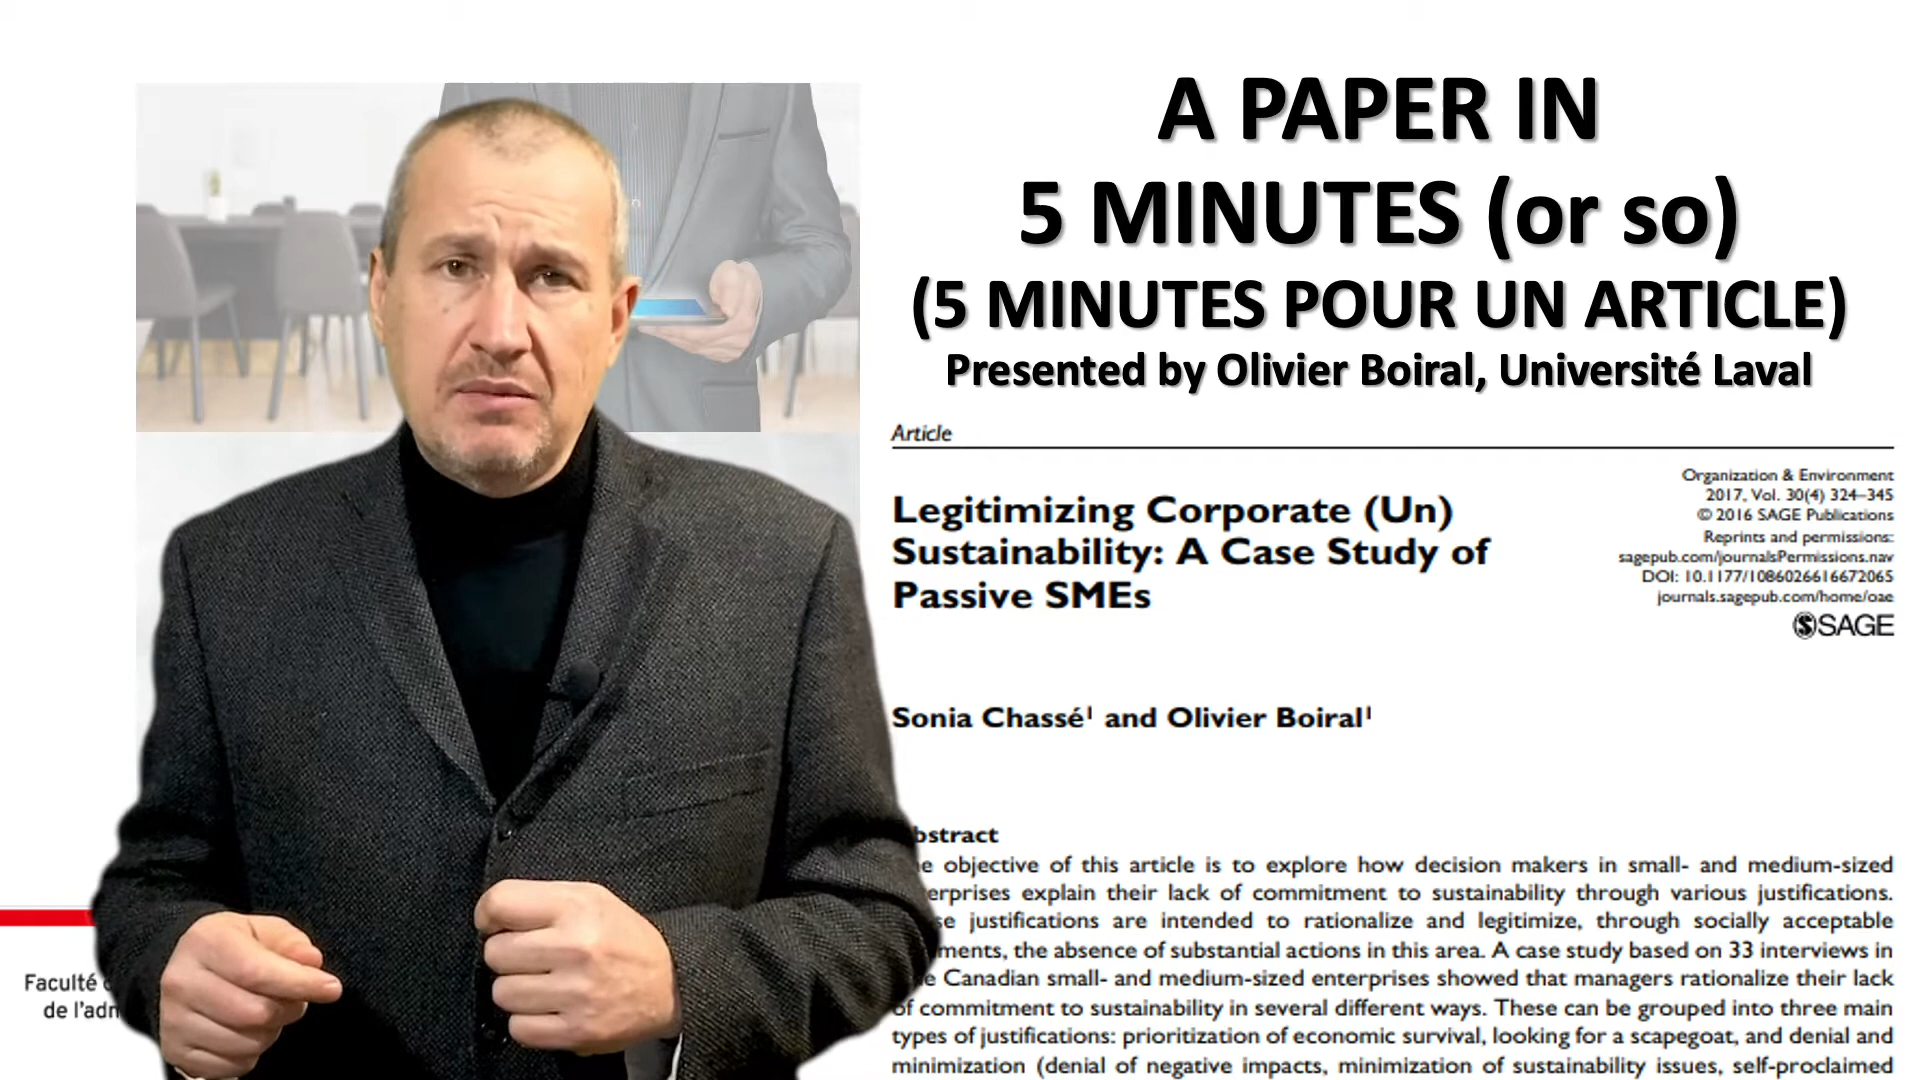 A PAPER IN
5 MINUTES (or so)
(5 MINUTES POUR UN ARTICLE)
Presented by Olivier Boiral, Université Laval
Article
Organization & Environment
2017, Vol. 30(4) 324–345
© 2016 SAGE Publications
Reprints and permissions:
sagepub.com/journalsPermissions.nav
DOI: 10.1177/1086026616672065
journals.sagepub.com/home/oae
SAGE
Legitimizing Corporate (Un)
Sustainability: A Case Study of
Passive SMEs
Sonia Chassé¹ and Olivier Boiral¹
bstract
objective of this article is to explore how decision makers in small- and medium-sized
erprises explain their lack of commitment to sustainability through various justifications.
justifications are intended to rationalize and legitimize, through socially acceptable
ments, the absence of substantial actions in this area. A case study based on 33 interviews in
Canadian small- and medium-sized enterprises showed that managers rationalize their lack
of commitment to sustainability in several different ways. These can be grouped into three main
types of justifications: prioritization of economic survival, looking for a scapegoat, and denial and
minimization (denial of negative impacts, minimization of sustainability issues, self-proclaimed
Faculté
de l'adm